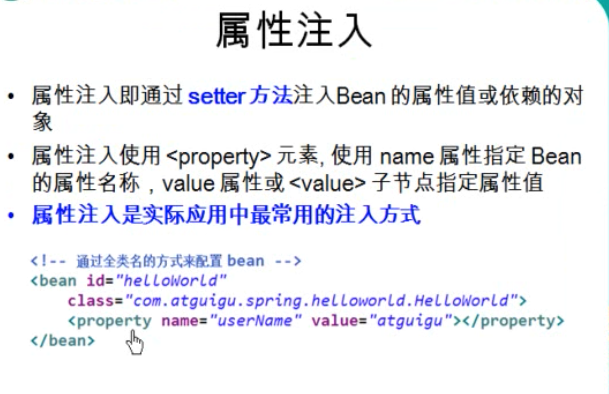 属性注入
• 属性注入即通过 setter 方法注入Bean 的属性值或依赖的对
象
• 属性注入使用 <property> 元素, 使用 name 属性指定 Bean
的属性名称，value 属性或 <value> 子节点指定属性值
• 属性注入是实际应用中最常用的注入方式
<!-- 通过全类名的方式来配置 bean -->
<bean id="helloWorld"
class="com.atguigu.spring.helloworld.HelloWorld">
<property name="userName" value="atguigu"></property>
</bean>